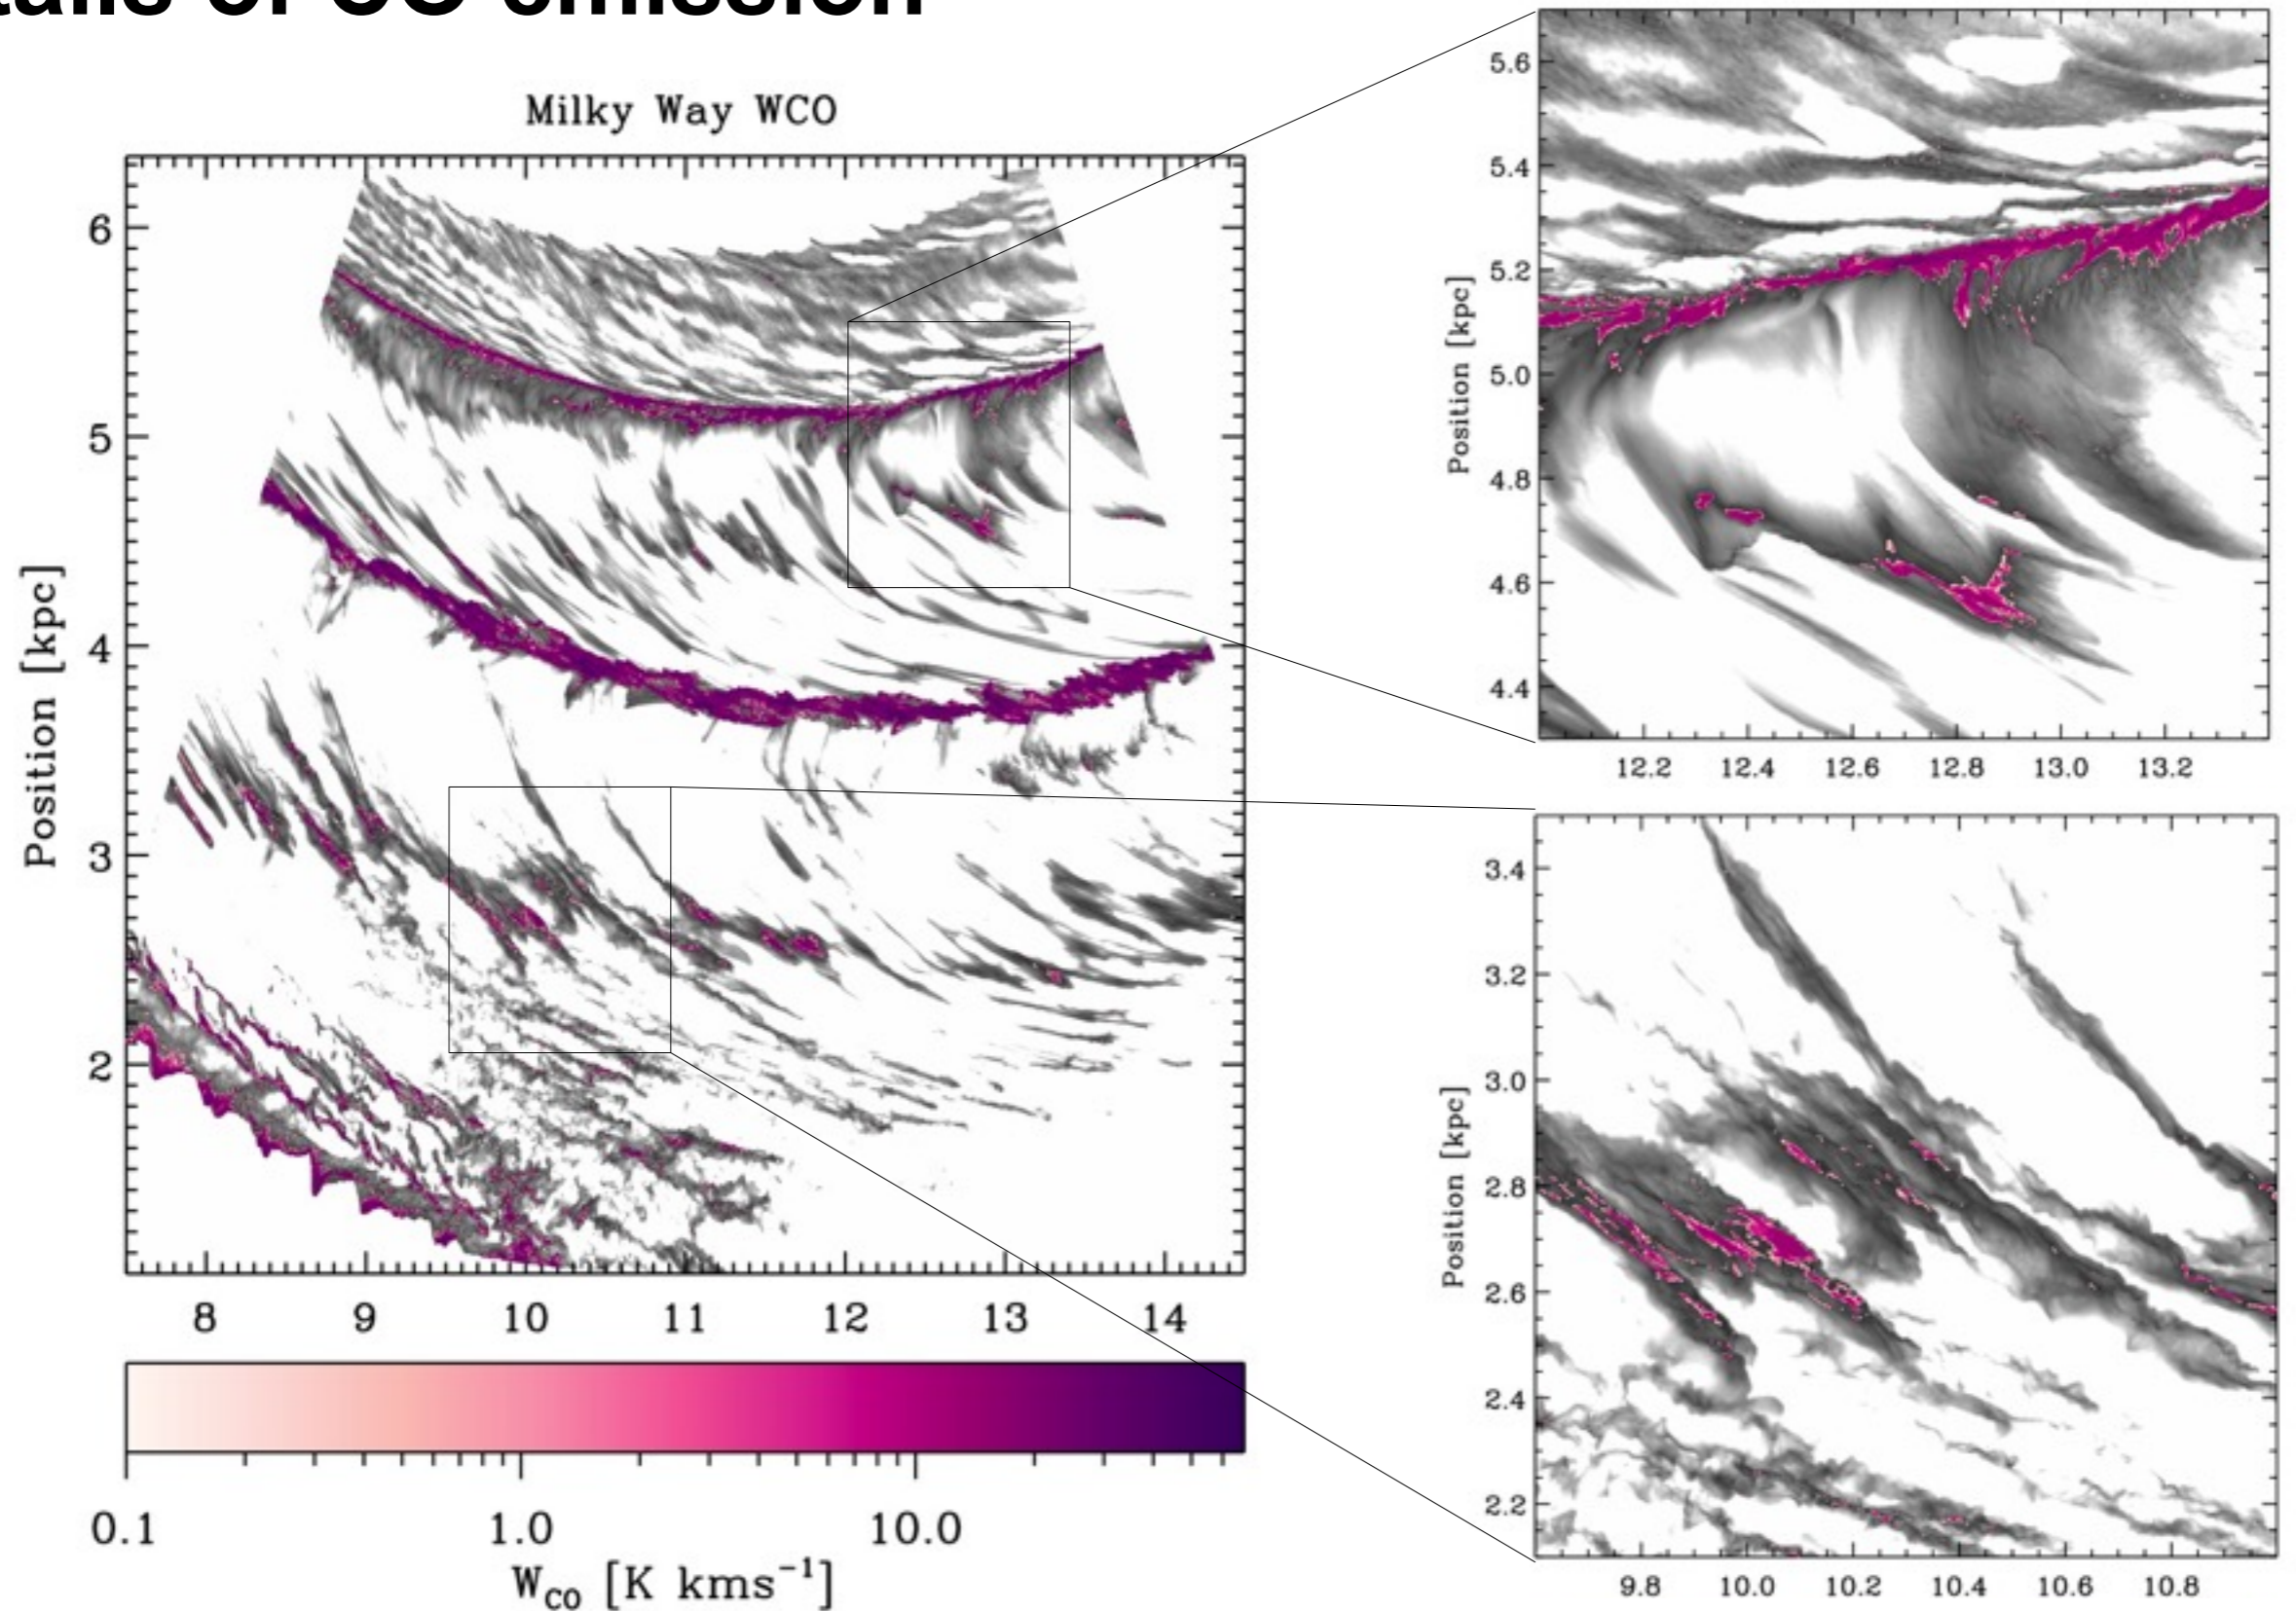 of CO emission
Milky Way WCO
Position [kpc]
6
5
4
3
2
8 9 10 11 12 13 14
0.1 1.0 10.0
W_CO [K kms⁻¹]
Position [kpc]
5.6
5.4
5.2
5.0
4.8
4.6
4.4
12.2 12.4 12.6 12.8 13.0 13.2
Position [kpc]
3.4
3.2
3.0
2.8
2.6
2.4
2.2
9.8 10.0 10.2 10.4 10.6 10.8